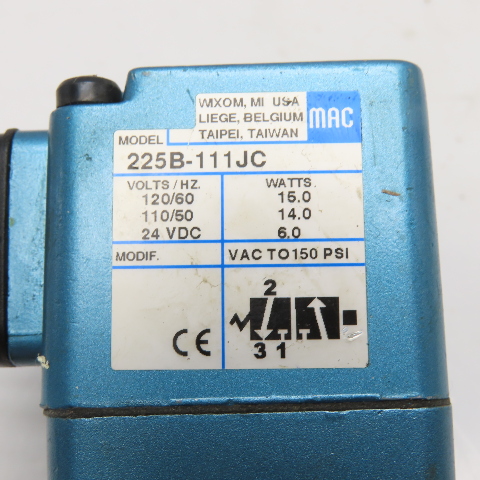 WIXOM, MI USA
LIEGE, BELGIUM
TAIPEI, TAIWAN
MAC
MODEL
225B-111JC
VOLTS/HZ. WATTS
120/60 15.0
110/50 14.0
24 VDC 6.0
MODIF. VAC TO 150 PSI
2
CE
3 1